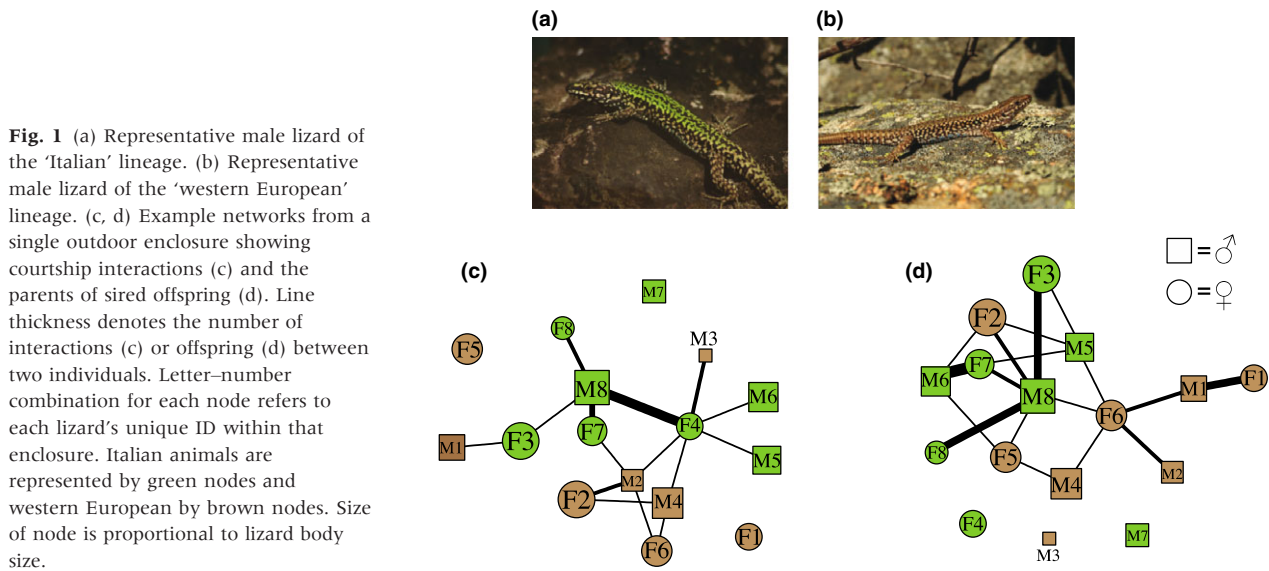 Fig. 1 (a) Representative male lizard of
the ‘Italian’ lineage. (b) Representative
male lizard of the ‘western European’
lineage. (c, d) Example networks from a
single outdoor enclosure showing
courtship interactions (c) and the
parents of sired offspring (d). Line
thickness denotes the number of
interactions (c) or offspring (d) between
two individuals. Letter–number
combination for each node refers to
each lizard’s unique ID within that
enclosure. Italian animals are
represented by green nodes and
western European by brown nodes. Size
of node is proportional to lizard body
size.
(a)
(b)
(c)
M7
F8
F5
M3
M8
M6
F4
F7
F3
M1
M5
M2
F2
M4
F1
F6
(d)
=♂
=♀
F3
F2
M5
F7
M6
M8
M1
F1
F6
F8
F5
M2
M4
F4
M3
M7